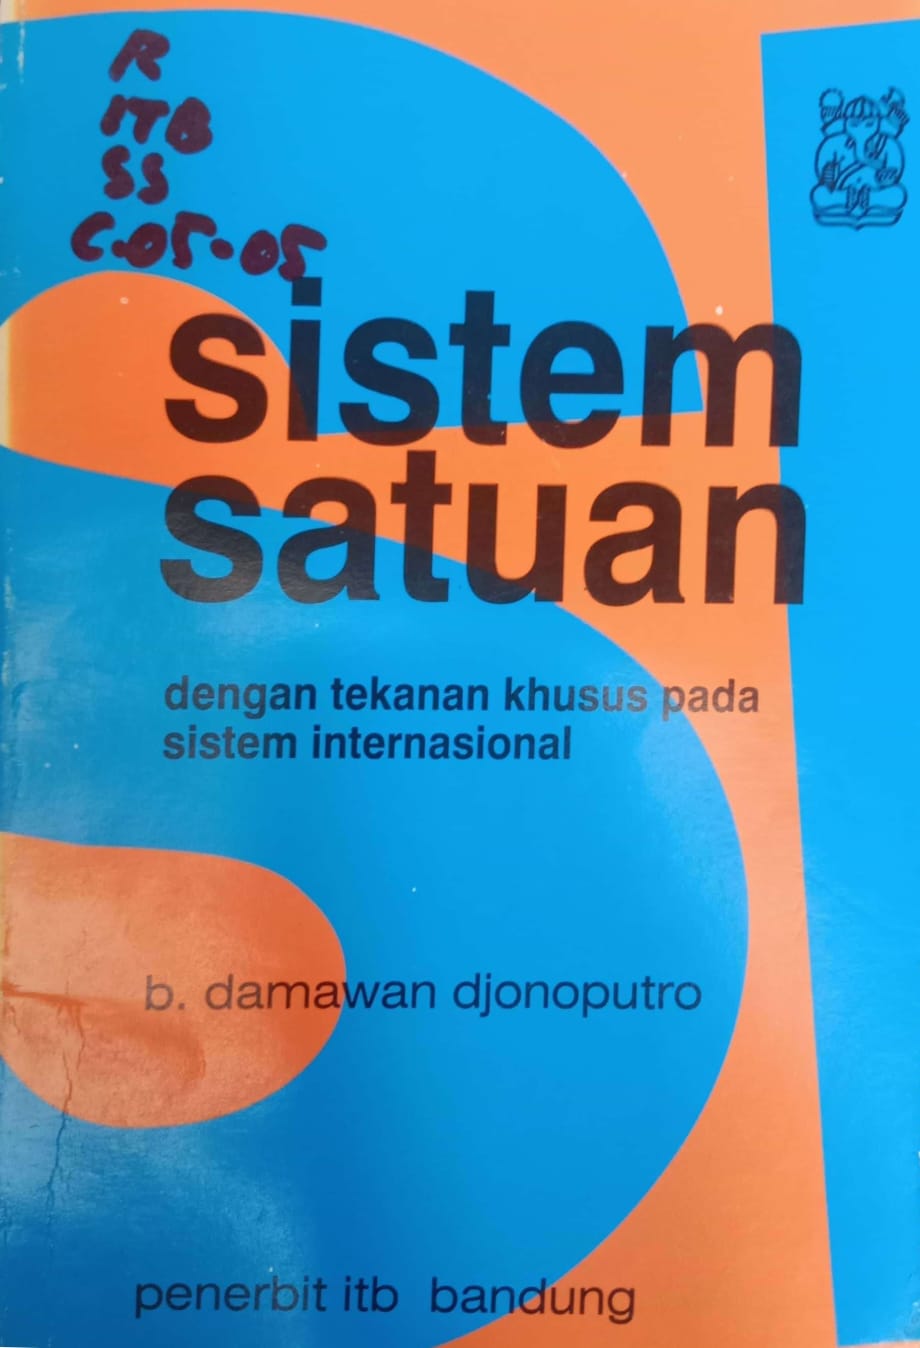 R
ITB
SS
C.05.05
sistem
satuan
dengan tekanan khusus pada
sistem internasional
b. damawan djonoputro
penerbit itb bandung